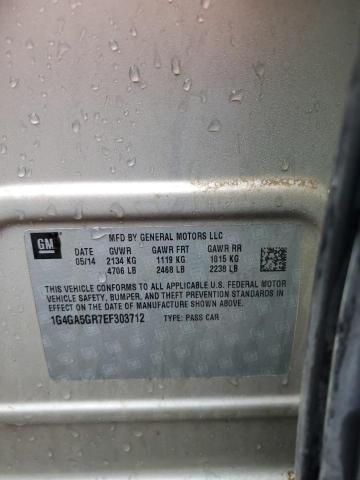 GM
MFD BY GENERAL MOTORS LLC
DATE GVWR GAWR FRT GAWR RR
05/14 2134 KG 1119 KG 1015 KG
4706 LB 2468 LB 2238 LB
THIS VEHICLE CONFORMS TO ALL APPLICABLE
U.S. FEDERAL MOTOR
VEHICLE SAFETY, BUMPER, AND THEFT PREVENTION STANDARDS
IN EFFECT ON THE DATE OF MANUFACTURE SHOWN ABOVE.
1G4GA5GR7EF303712 TYPE: PASS CAR